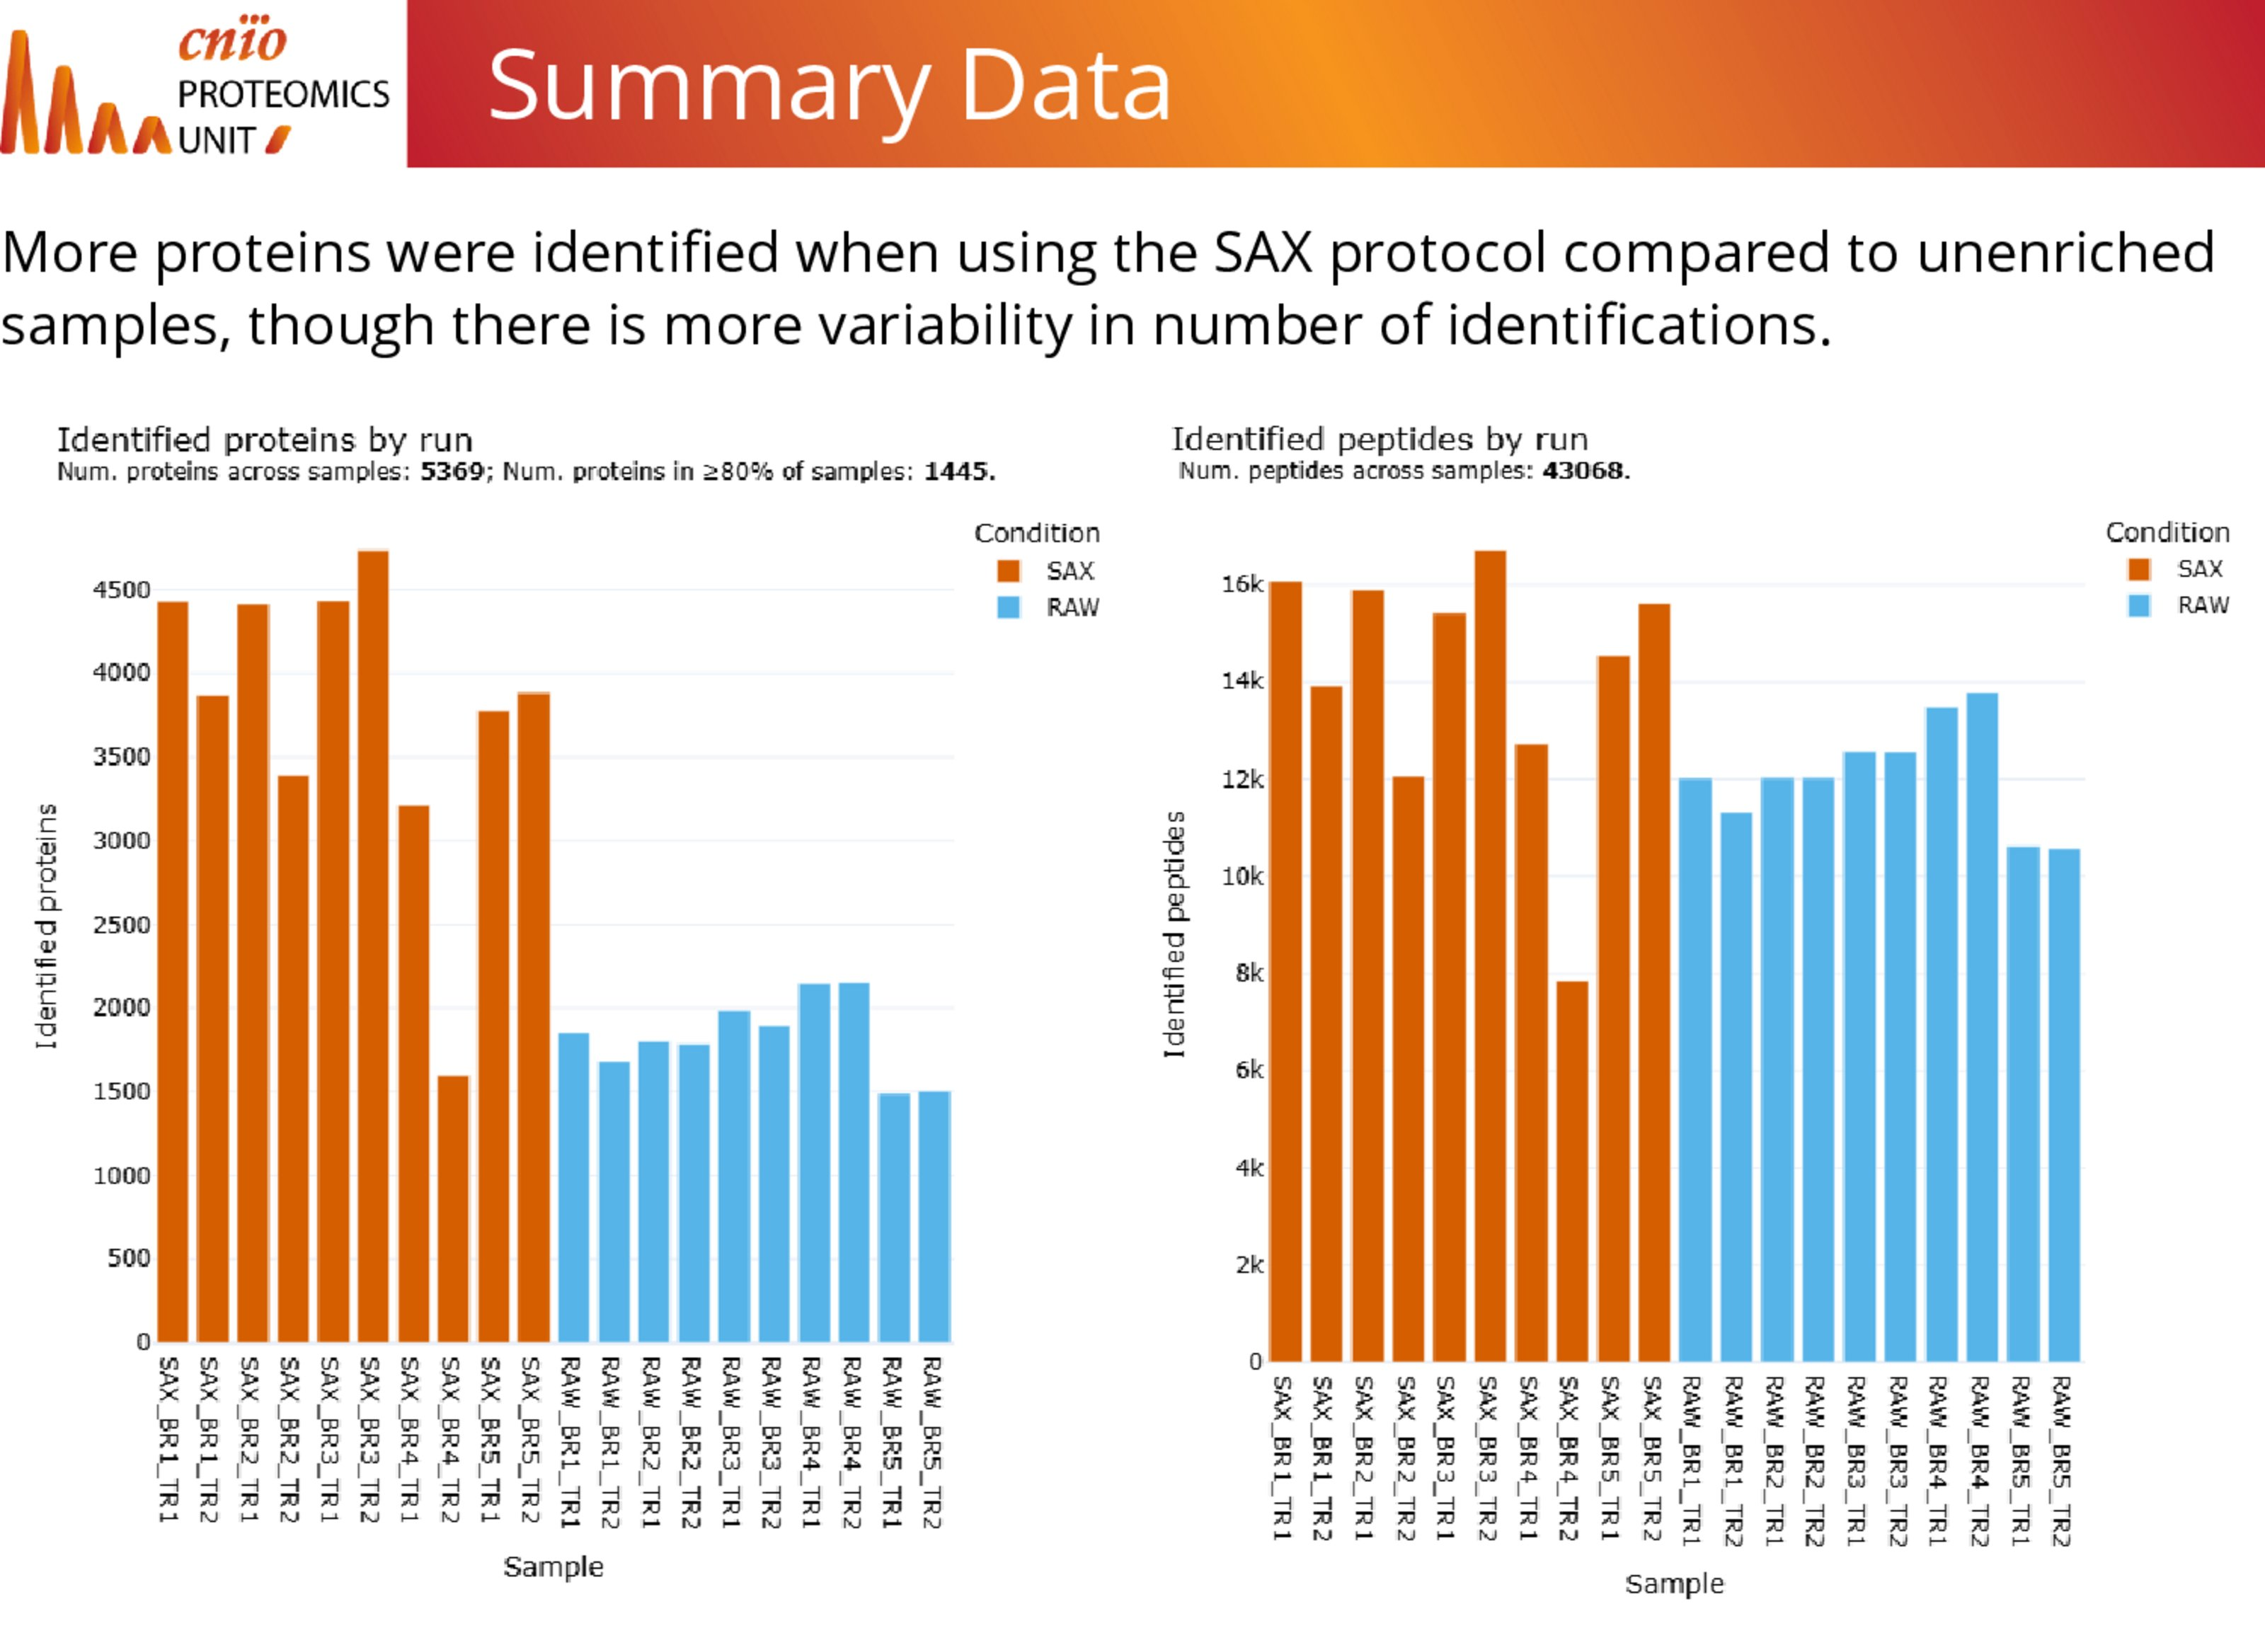 cnio
PROTEOMICS
UNIT
Summary Data
More proteins were identified when using the SAX protocol compared to unenriched
samples, though there is more variability in number of identifications.
Identified proteins by run
Num. proteins across samples: 5369; Num. proteins in ≥80% of samples: 1445.
Condition
SAX
RAW
4500
4000
3500
3000
2500
2000
1500
1000
500
0
Identified proteins
SAX_BR1_TR1
SAX_BR1_TR2
SAX_BR2_TR1
SAX_BR2_TR2
SAX_BR3_TR1
SAX_BR3_TR2
SAX_BR4_TR1
SAX_BR4_TR2
SAX_BR5_TR1
SAX_BR5_TR2
RAW_BR1_TR1
RAW_BR1_TR2
RAW_BR2_TR1
RAW_BR2_TR2
RAW_BR3_TR1
RAW_BR3_TR2
RAW_BR4_TR1
RAW_BR4_TR2
RAW_BR5_TR1
RAW_BR5_TR2
Sample
Identified peptides by run
Num. peptides across samples: 43068.
Condition
SAX
RAW
16k
14k
12k
10k
8k
6k
4k
2k
0
Identified peptides
SAX_BR1_TR1
SAX_BR1_TR2
SAX_BR2_TR1
SAX_BR2_TR2
SAX_BR3_TR1
SAX_BR3_TR2
SAX_BR4_TR1
SAX_BR4_TR2
SAX_BR5_TR1
SAX_BR5_TR2
RAW_BR1_TR1
RAW_BR1_TR2
RAW_BR2_TR1
RAW_BR2_TR2
RAW_BR3_TR1
RAW_BR3_TR2
RAW_BR4_TR1
RAW_BR4_TR2
RAW_BR5_TR1
RAW_BR5_TR2
Sample